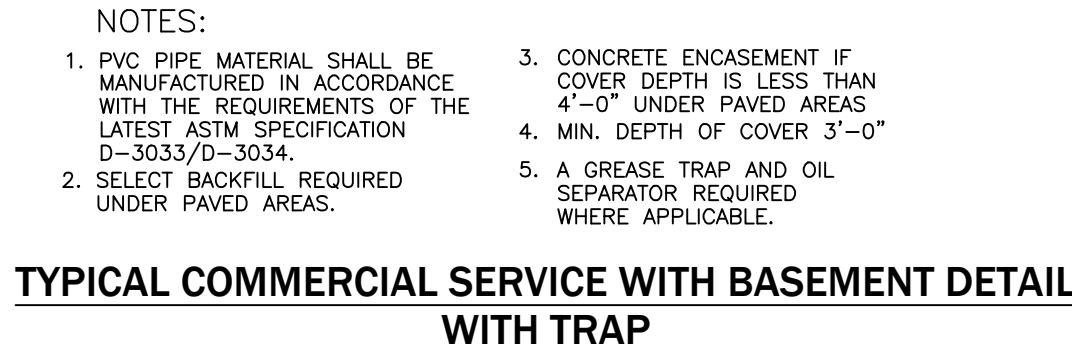 NOTES:
1. PVC PIPE MATERIAL SHALL BE
MANUFACTURED IN ACCORDANCE
WITH THE REQUIREMENTS OF THE
LATEST ASTM SPECIFICATION
D-3033/D-3034.
2. SELECT BACKFILL REQUIRED
UNDER PAVED AREAS.
3. CONCRETE ENCASEMENT IF
COVER DEPTH IS LESS THAN
4'-0" UNDER PAVED AREAS
4. MIN. DEPTH OF COVER 3'-0"
5. A GREASE TRAP AND OIL
SEPARATOR REQUIRED
WHERE APPLICABLE.
TYPICAL COMMERCIAL SERVICE WITH BASEMENT DETAIL
WITH TRAP